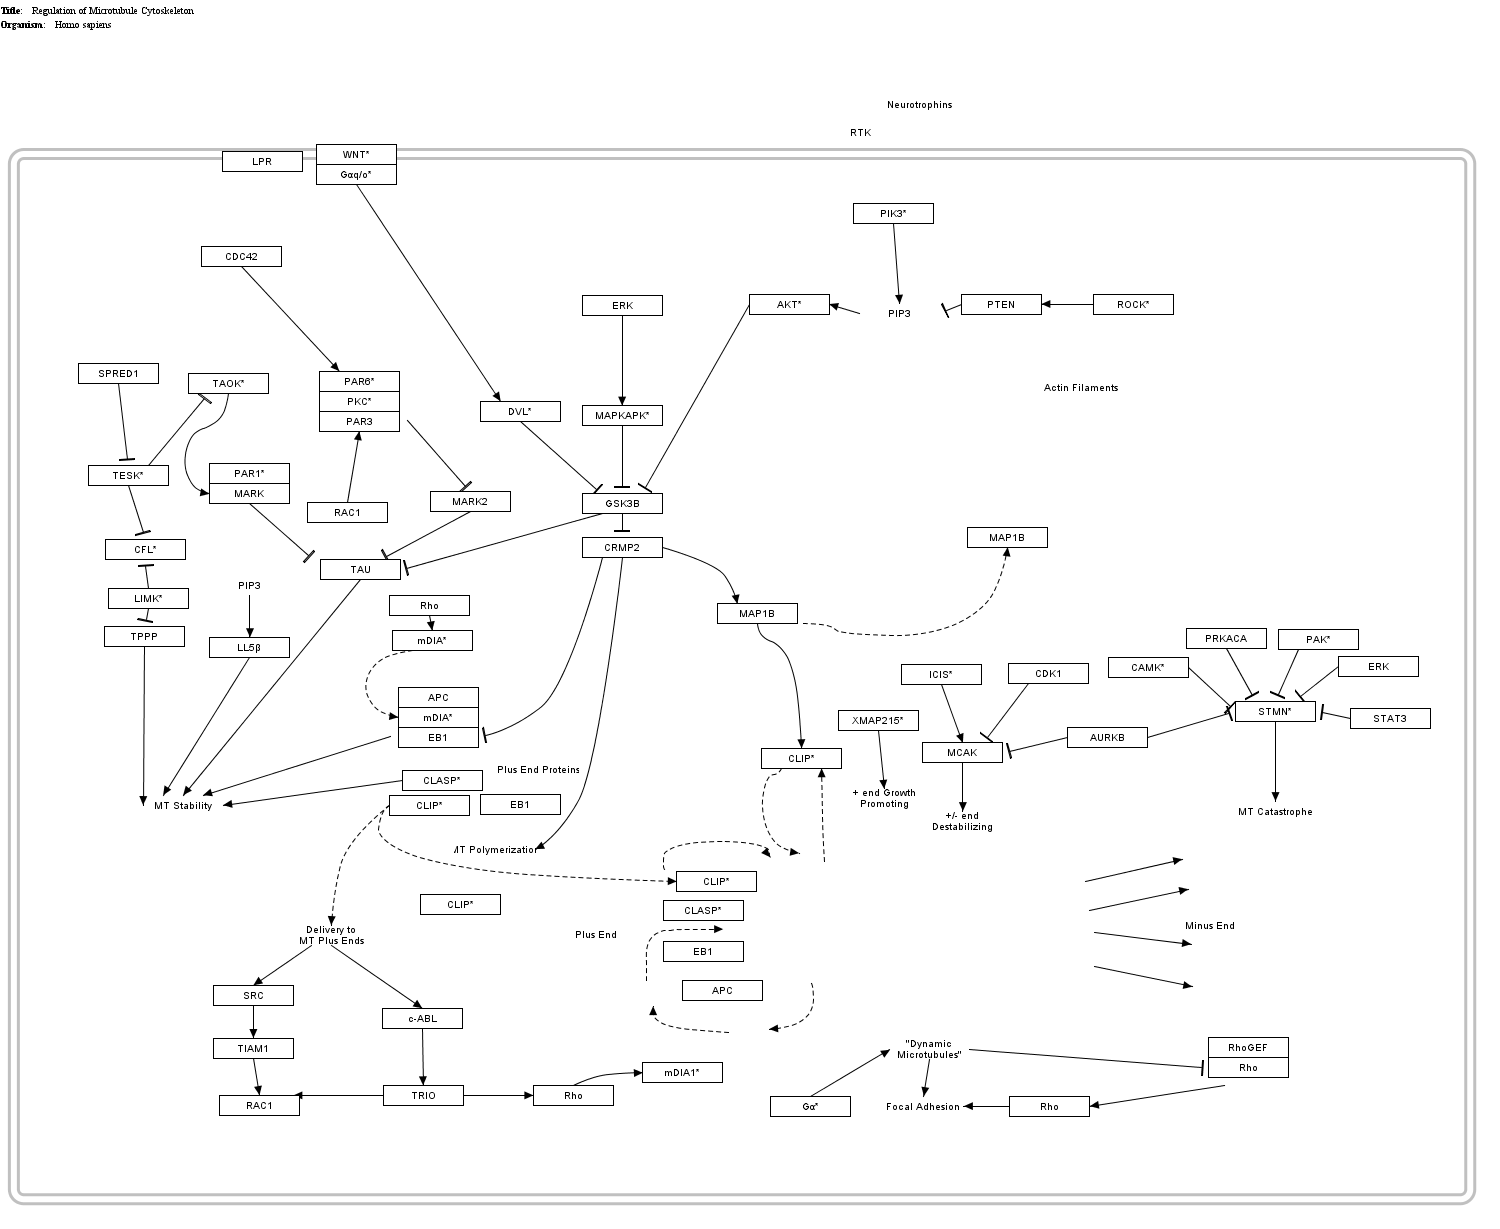 Title: Regulation of Microtubule Cytoskeleton
Organism: Homo sapiens
Neurotrophins
RTK
LPR
WNT*
Gαq/o*
PIK3*
CDC42
ERK
AKT*
PIP3
PTEN
ROCK*
SPRED1
TAOK*
PAR6*
PKC*
PAR3
Actin Filaments
DVL*
MAPKAPK*
TESK*
PAR1*
MARK
RAC1
MARK2
GSK3B
CFL*
TAU
CRMP2
MAP1B
LIMK*
PIP3
Rho
MAP1B
TPPP
LL5β
mDIA*
PRKACA
PAK*
CAMK*
ERK
ICIS*
CDK1
APC
mDIA*
EB1
XMAP215*
STMN*
STAT3
AURKB
MCAK
CLIP*
Plus End Proteins
CLASP*
MT Stability
CLIP*
EB1
+ end Growth
Promoting
+/- end
Destabilizing
MT Catastrophe
MT Polymerization
CLIP*
CLIP*
CLASP*
Delivery to
MT Plus Ends
Plus End
EB1
Minus End
SRC
APC
c-ABL
TIAM1
"Dynamic
Microtubules"
RhoGEF
Rho
mDIA1*
RAC1
TRIO
Rho
Gα*
Focal Adhesion
Rho